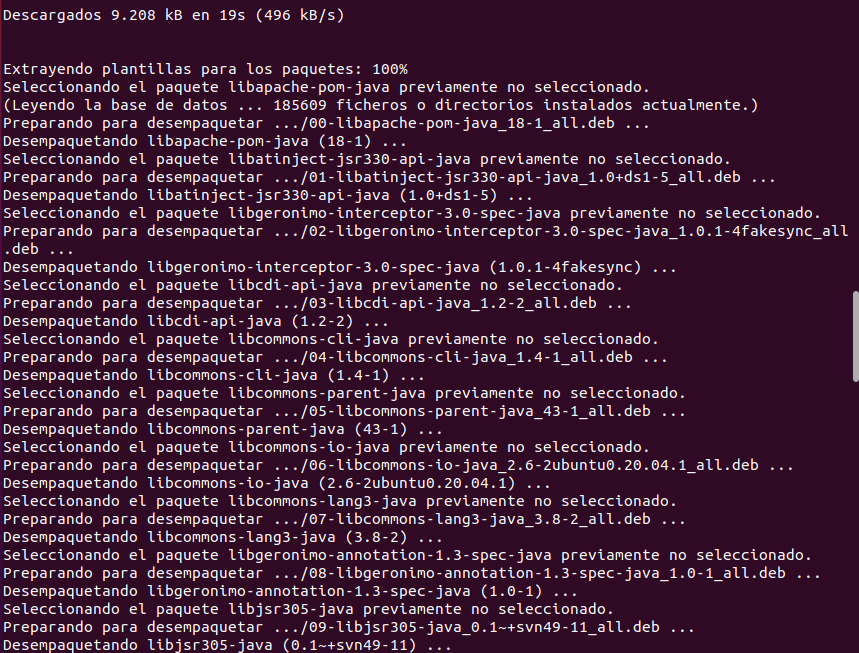 Descargados 9.208 kB en 19s (496 kB/s)
Extrayendo plantillas para los paquetes: 100%
Seleccionando el paquete libapache-pom-java previamente no seleccionado.
(Leyendo la base de datos ... 185609 ficheros o directorios instalados actualmente.)
Preparando para desempaquetar .../00-libapache-pom-java_18-1_all.deb ...
Desempaquetando libapache-pom-java (18-1) ...
Seleccionando el paquete libatinject-jsr330-api-java previamente no seleccionado.
Preparando para desempaquetar .../01-libatinject-jsr330-api-java_1.0+ds1-5_all.deb ...
Desempaquetando libatinject-jsr330-api-java (1.0+ds1-5) ...
Seleccionando el paquete libgeronimo-interceptor-3.0-spec-java previamente no seleccionado.
Preparando para desempaquetar .../02-libgeronimo-interceptor-3.0-spec-java_1.0.1-4fakesync_all
.deb ...
Desempaquetando libgeronimo-interceptor-3.0-spec-java (1.0.1-4fakesync) ...
Seleccionando el paquete libcdi-api-java previamente no seleccionado.
Preparando para desempaquetar .../03-libcdi-api-java_1.2-2_all.deb ...
Desempaquetando libcdi-api-java (1.2-2) ...
Seleccionando el paquete libcommons-cli-java previamente no seleccionado.
Preparando para desempaquetar .../04-libcommons-cli-java_1.4-1_all.deb ...
Desempaquetando libcommons-cli-java (1.4-1) ...
Seleccionando el paquete libcommons-parent-java previamente no seleccionado.
Preparando para desempaquetar .../05-libcommons-parent-java_43-1_all.deb ...
Desempaquetando libcommons-parent-java (43-1) ...
Seleccionando el paquete libcommons-io-java previamente no seleccionado.
Preparando para desempaquetar .../06-libcommons-io-java_2.6-2ubuntu0.20.04.1_all.deb ...
Desempaquetando libcommons-io-java (2.6-2ubuntu0.20.04.1) ...
Seleccionando el paquete libcommons-lang3-java previamente no seleccionado.
Preparando para desempaquetar .../07-libcommons-lang3-java_3.8-2_all.deb ...
Desempaquetando libcommons-lang3-java (3.8-2) ...
Seleccionando el paquete libgeronimo-annotation-1.3-spec-java previamente no seleccionado.
Preparando para desempaquetar .../08-libgeronimo-annotation-1.3-spec-java_1.0-1_all.deb ...
Desempaquetando libgeronimo-annotation-1.3-spec-java (1.0-1) ...
Seleccionando el paquete libjsr305-java previamente no seleccionado.
Preparando para desempaquetar .../09-libjsr305-java_0.1~+svn49-11_all.deb ...
Desempaquetando libjsr305-java (0.1~+svn49-11) ...